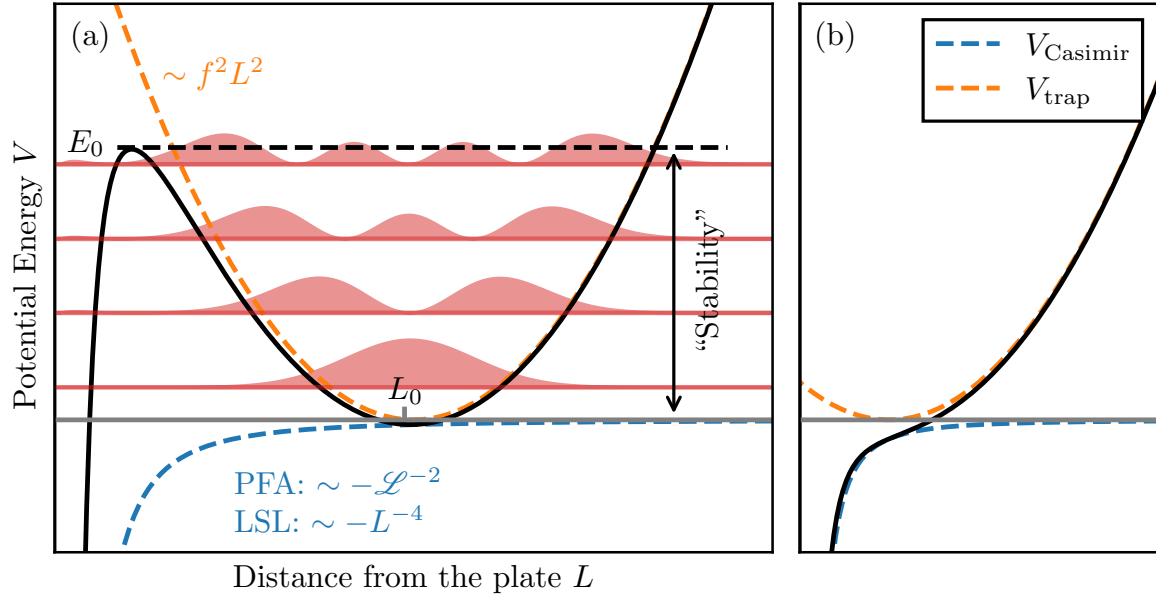 (a)
∼ f²L²
E₀
L₀
“Stability”
PFA: ∼ −ℒ⁻²
LSL: ∼ −L⁻⁴
Potential Energy V
Distance from the plate L
(b)
V_Casimir
V_trap